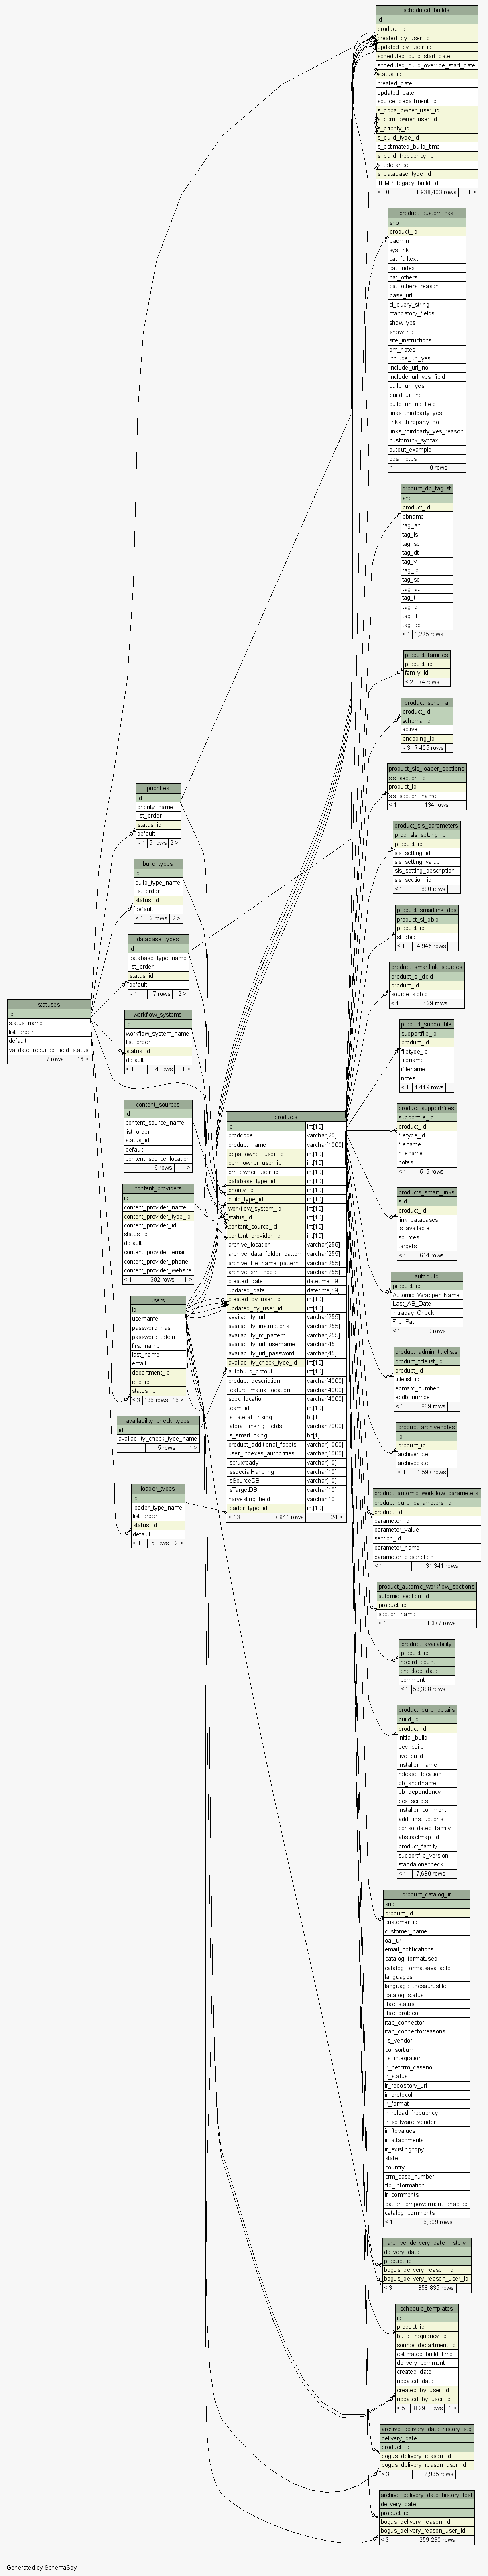 scheduled_builds
id
product_id
created_by_user_id
updated_by_user_id
scheduled_build_start_date
scheduled_build_override_start_date
status_id
created_date
updated_date
source_department_id
s_dppa_owner_user_id
s_pcm_owner_user_id
s_priority_id
s_build_type_id
s_estimated_build_time
s_build_frequency_id
s_tolerance
s_database_type_id
TEMP_legacy_build_id
< 10 1,938,403 rows 1 >
product_customlinks
sno
product_id
eadmin
sysLink
cat_fulltext
cat_index
cat_others
cat_others_reason
base_url
cl_query_string
mandatory_fields
show_yes
show_no
site_instructions
pm_notes
include_url_yes
include_url_no
include_url_yes_field
build_url_yes
build_url_no
build_url_no_field
links_thirdparty_yes
links_thirdparty_no
links_thirdparty_yes_reason
customlink_syntax
output_example
eds_notes
< 1 0 rows
product_db_taglist
sno
product_id
dbname
tag_an
tag_is
tag_so
tag_dt
tag_vl
tag_ip
tag_sp
tag_au
tag_ti
tag_di
tag_ft
tag_db
< 1 1,225 rows
product_families
product_id
family_id
< 2 74 rows
product_schema
product_id
schema_id
active
encoding_id
< 3 7,405 rows
product_sls_loader_sections
sls_section_id
product_id
sls_section_name
< 1 134 rows
product_sls_parameters
prod_sls_setting_id
product_id
sls_setting_id
sls_setting_value
sls_setting_description
sls_section_id
< 1 890 rows
product_smartlink_dbs
product_sl_dbid
product_id
sl_dbid
< 1 4,945 rows
product_smartlink_sources
product_sl_dbid
product_id
source_sldbid
< 1 129 rows
product_supportfile
supportfile_id
product_id
filetype_id
filename
rfilename
notes
< 1 1,419 rows
product_supportfiles
supportfile_id
product_id
filetype_id
filename
rfilename
notes
< 1 515 rows
products_smart_links
slid
product_id
link_databases
is_available
sources
targets
< 1 614 rows
autobuild
product_id
Automic_Wrapper_Name
Last_AB_Date
Intraday_Check
File_Path
< 1 0 rows
product_admin_titlelists
product_titlelist_id
product_id
titlelist_id
epmarc_number
epdb_number
< 1 869 rows
product_archivenotes
id
product_id
archivenote
archivedate
< 1 1,597 rows
product_automic_workflow_parameters
product_build_parameters_id
product_id
parameter_id
parameter_value
section_id
parameter_name
parameter_description
< 1 31,341 rows
product_automic_workflow_sections
automic_section_id
product_id
section_name
< 1 1,377 rows
product_availability
product_id
record_count
checked_date
comment
< 1 58,398 rows
product_build_details
build_id
product_id
initial_build
dev_build
live_build
installer_name
release_location
db_shortname
db_dependency
pcs_scripts
installer_comment
addl_instructions
consolidated_family
abstractmap_id
product_family
supportfile_version
standalonecheck
< 1 7,680 rows
product_catalog_ir
sno
product_id
customer_id
customer_name
oai_url
email_notifications
catalog_formatused
catalog_formatsavailable
languages
language_thesaurusfile
catalog_status
rtac_status
rtac_protocol
rtac_connector
rtac_connectorreasons
ils_vendor
consortium
ils_integration
ir_netcrm_caseno
ir_status
ir_repository_url
ir_protocol
ir_format
ir_reload_frequency
ir_software_vendor
ir_ftpvalues
ir_attachments
ir_existingcopy
state
country
crm_case_number
ftp_information
ir_comments
patron_empowerment_enabled
catalog_comments
< 1 6,309 rows
archive_delivery_date_history
delivery_date
product_id
bogus_delivery_reason_id
bogus_delivery_reason_user_id
< 3 858,835 rows
schedule_templates
id
product_id
build_frequency_id
source_department_id
estimated_build_time
delivery_comment
created_date
updated_date
created_by_user_id
updated_by_user_id
< 5 8,291 rows 1 >
archive_delivery_date_history_stg
delivery_date
product_id
bogus_delivery_reason_id
bogus_delivery_reason_user_id
< 3 2,985 rows
archive_delivery_date_history_test
delivery_date
product_id
bogus_delivery_reason_id
bogus_delivery_reason_user_id
< 3 259,230 rows
priorities
id
priority_name
list_order
status_id
default
< 1 5 rows 2 >
build_types
id
build_type_name
list_order
status_id
default
< 1 2 rows 2 >
database_types
id
database_type_name
list_order
status_id
default
< 1 7 rows 2 >
statuses
id
status_name
list_order
default
validate_required_field_status
7 rows 16 >
workflow_systems
id
workflow_system_name
list_order
status_id
default
< 1 4 rows 1 >
content_sources
id
content_source_name
list_order
status_id
default
content_source_location
16 rows 1 >
content_providers
id
content_provider_name
content_provider_type_id
content_provider_id
status_id
default
content_provider_email
content_provider_phone
content_provider_website
< 1 382 rows 1 >
users
id
username
password_hash
password_token
first_name
last_name
email
department_id
role_id
status_id
< 3 186 rows 16 >
availability_check_types
id
availability_check_type_name
5 rows 1 >
loader_types
id
loader_type_name
list_order
status_id
default
< 1 5 rows 2 >
products
id int[10]
prodcode varchar[20]
product_name varchar[1000]
dppa_owner_user_id int[10]
pcm_owner_user_id int[10]
pm_owner_user_id int[10]
database_type_id int[10]
priority_id int[10]
build_type_id int[10]
workflow_system_id int[10]
status_id int[10]
content_source_id int[10]
content_provider_id int[10]
archive_location varchar[255]
archive_data_folder_pattern varchar[255]
archive_file_name_pattern varchar[255]
archive_xml_node varchar[255]
created_date datetime[19]
updated_date datetime[19]
created_by_user_id int[10]
updated_by_user_id int[10]
availability_url varchar[255]
availability_instructions varchar[255]
availability_rc_pattern varchar[255]
availability_url_username varchar[45]
availability_url_password varchar[45]
availability_check_type_id int[10]
autobuild_optout int[10]
product_description varchar[4000]
feature_matrix_location varchar[4000]
spec_location varchar[4000]
team_id int[10]
is_lateral_linking bit[1]
lateral_linking_fields varchar[2000]
is_smartlinking bit[1]
product_additional_facets varchar[1000]
user_indexes_authorities varchar[1000]
iscruxready varchar[10]
isspecialHandling varchar[10]
isSourceDB varchar[10]
isTargetDB varchar[10]
harvesting_field varchar[10]
loader_type_id int[10]
< 13 7,941 rows 24 >
Generated by SchemaSpy